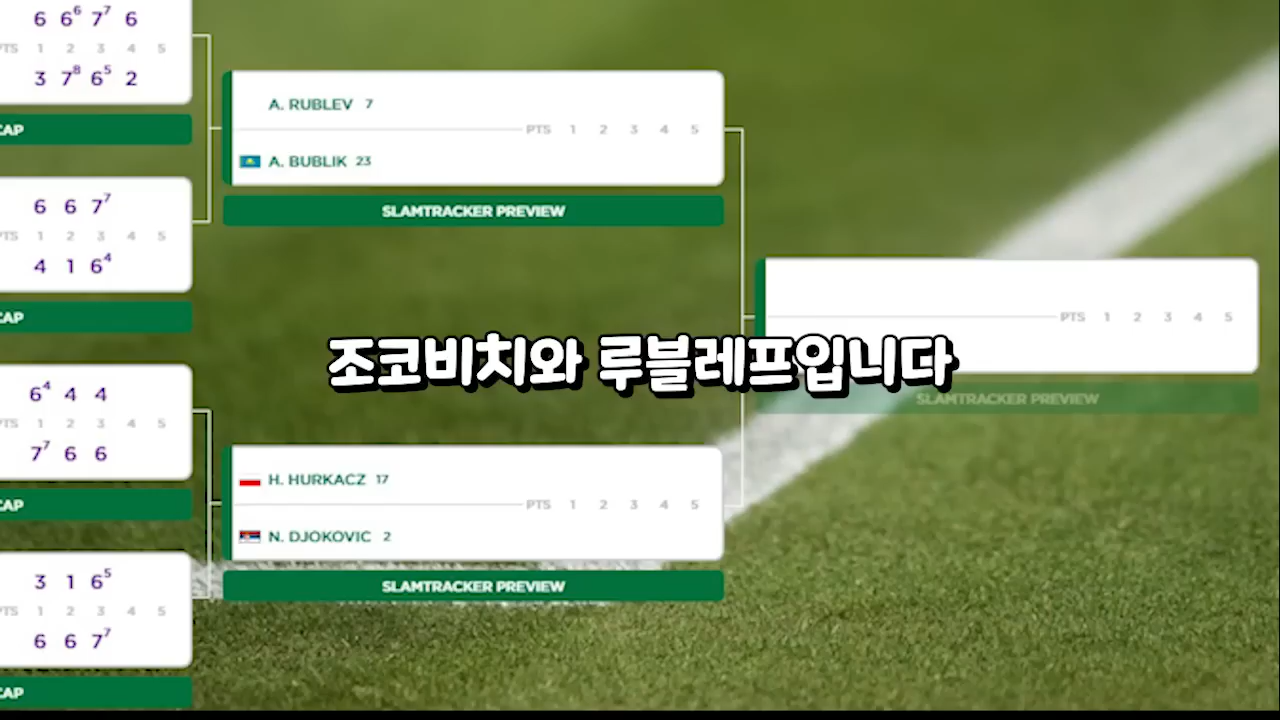 6 6⁶ 7⁷ 6
PTS 1 2 3 4 5
3 7⁸ 6⁵ 2
CAP
6 6 7⁷
PTS 1 2 3 4 5
4 1 6⁴
CAP
6⁴ 4 4
PTS 1 2 3 4 5
7⁷ 6 6
CAP
3 1 6⁵
PTS 1 2 3 4 5
6 6 7⁷
CAP
A. RUBLEV 7
PTS 1 2 3 4 5
A. BUBLIK 23
SLAMTRACKER PREVIEW
조코비치와 루블레프입니다
H. HURKACZ 17
PTS 1 2 3 4 5
N. DJOKOVIC 2
SLAMTRACKER PREVIEW
PTS 1 2 3 4 5
SLAMTRACKER PREVIEW